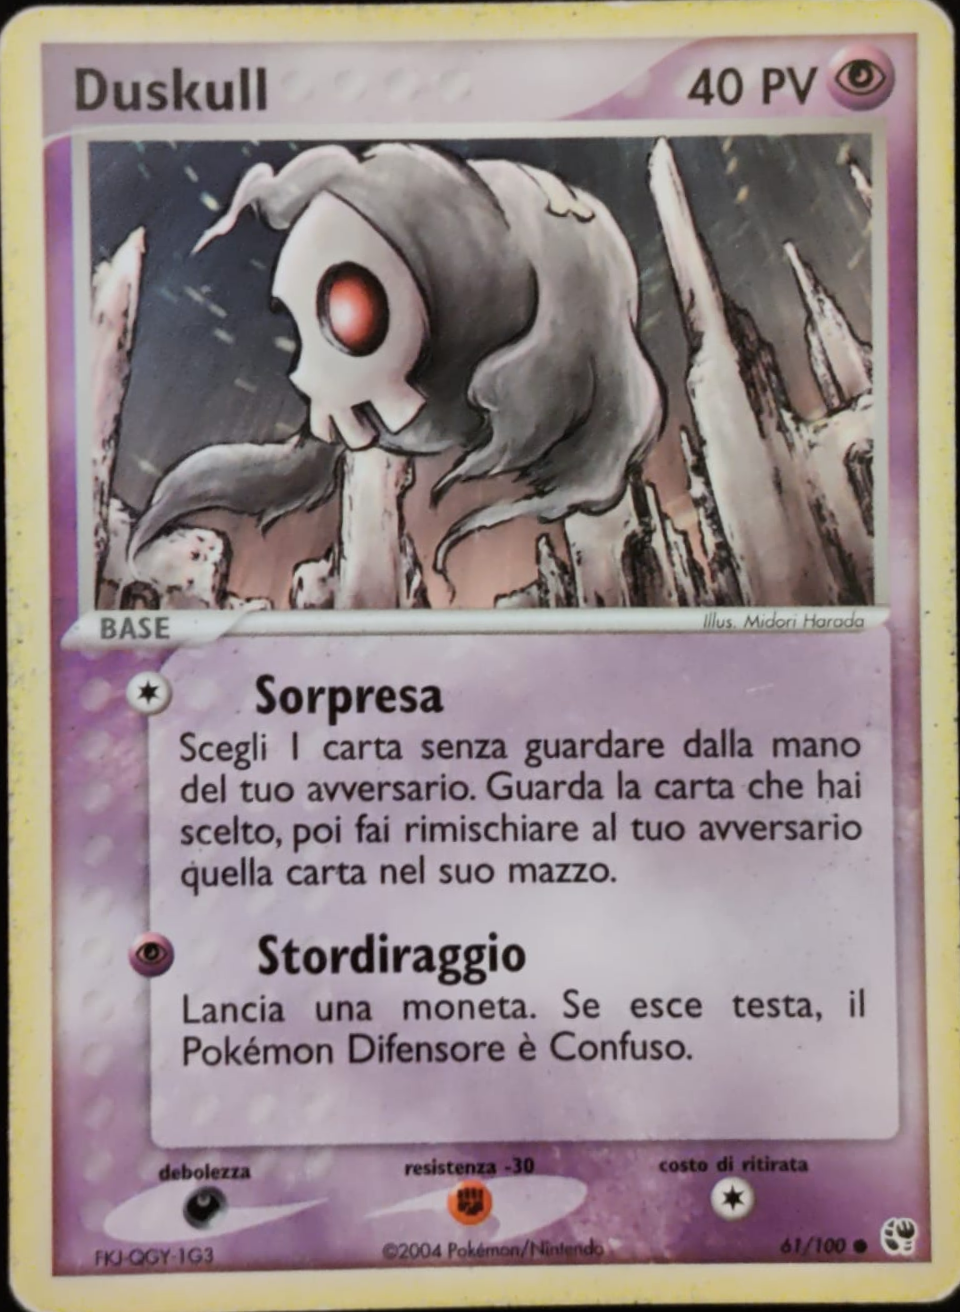 Duskull 40 PV
BASE Illus. Midori Harada
Sorpresa
Scegli 1 carta senza guardare dalla mano
del tuo avversario. Guarda la carta che hai
scelto, poi fai rimischiare al tuo avversario
quella carta nel suo mazzo.
Stordiraggio
Lancia una moneta. Se esce testa, il
Pokémon Difensore è Confuso.
debolezza resistenza -30 costo di ritirata
FKJ-QGY-1G3 ©2004 Pokémon/Nintendo 61/100